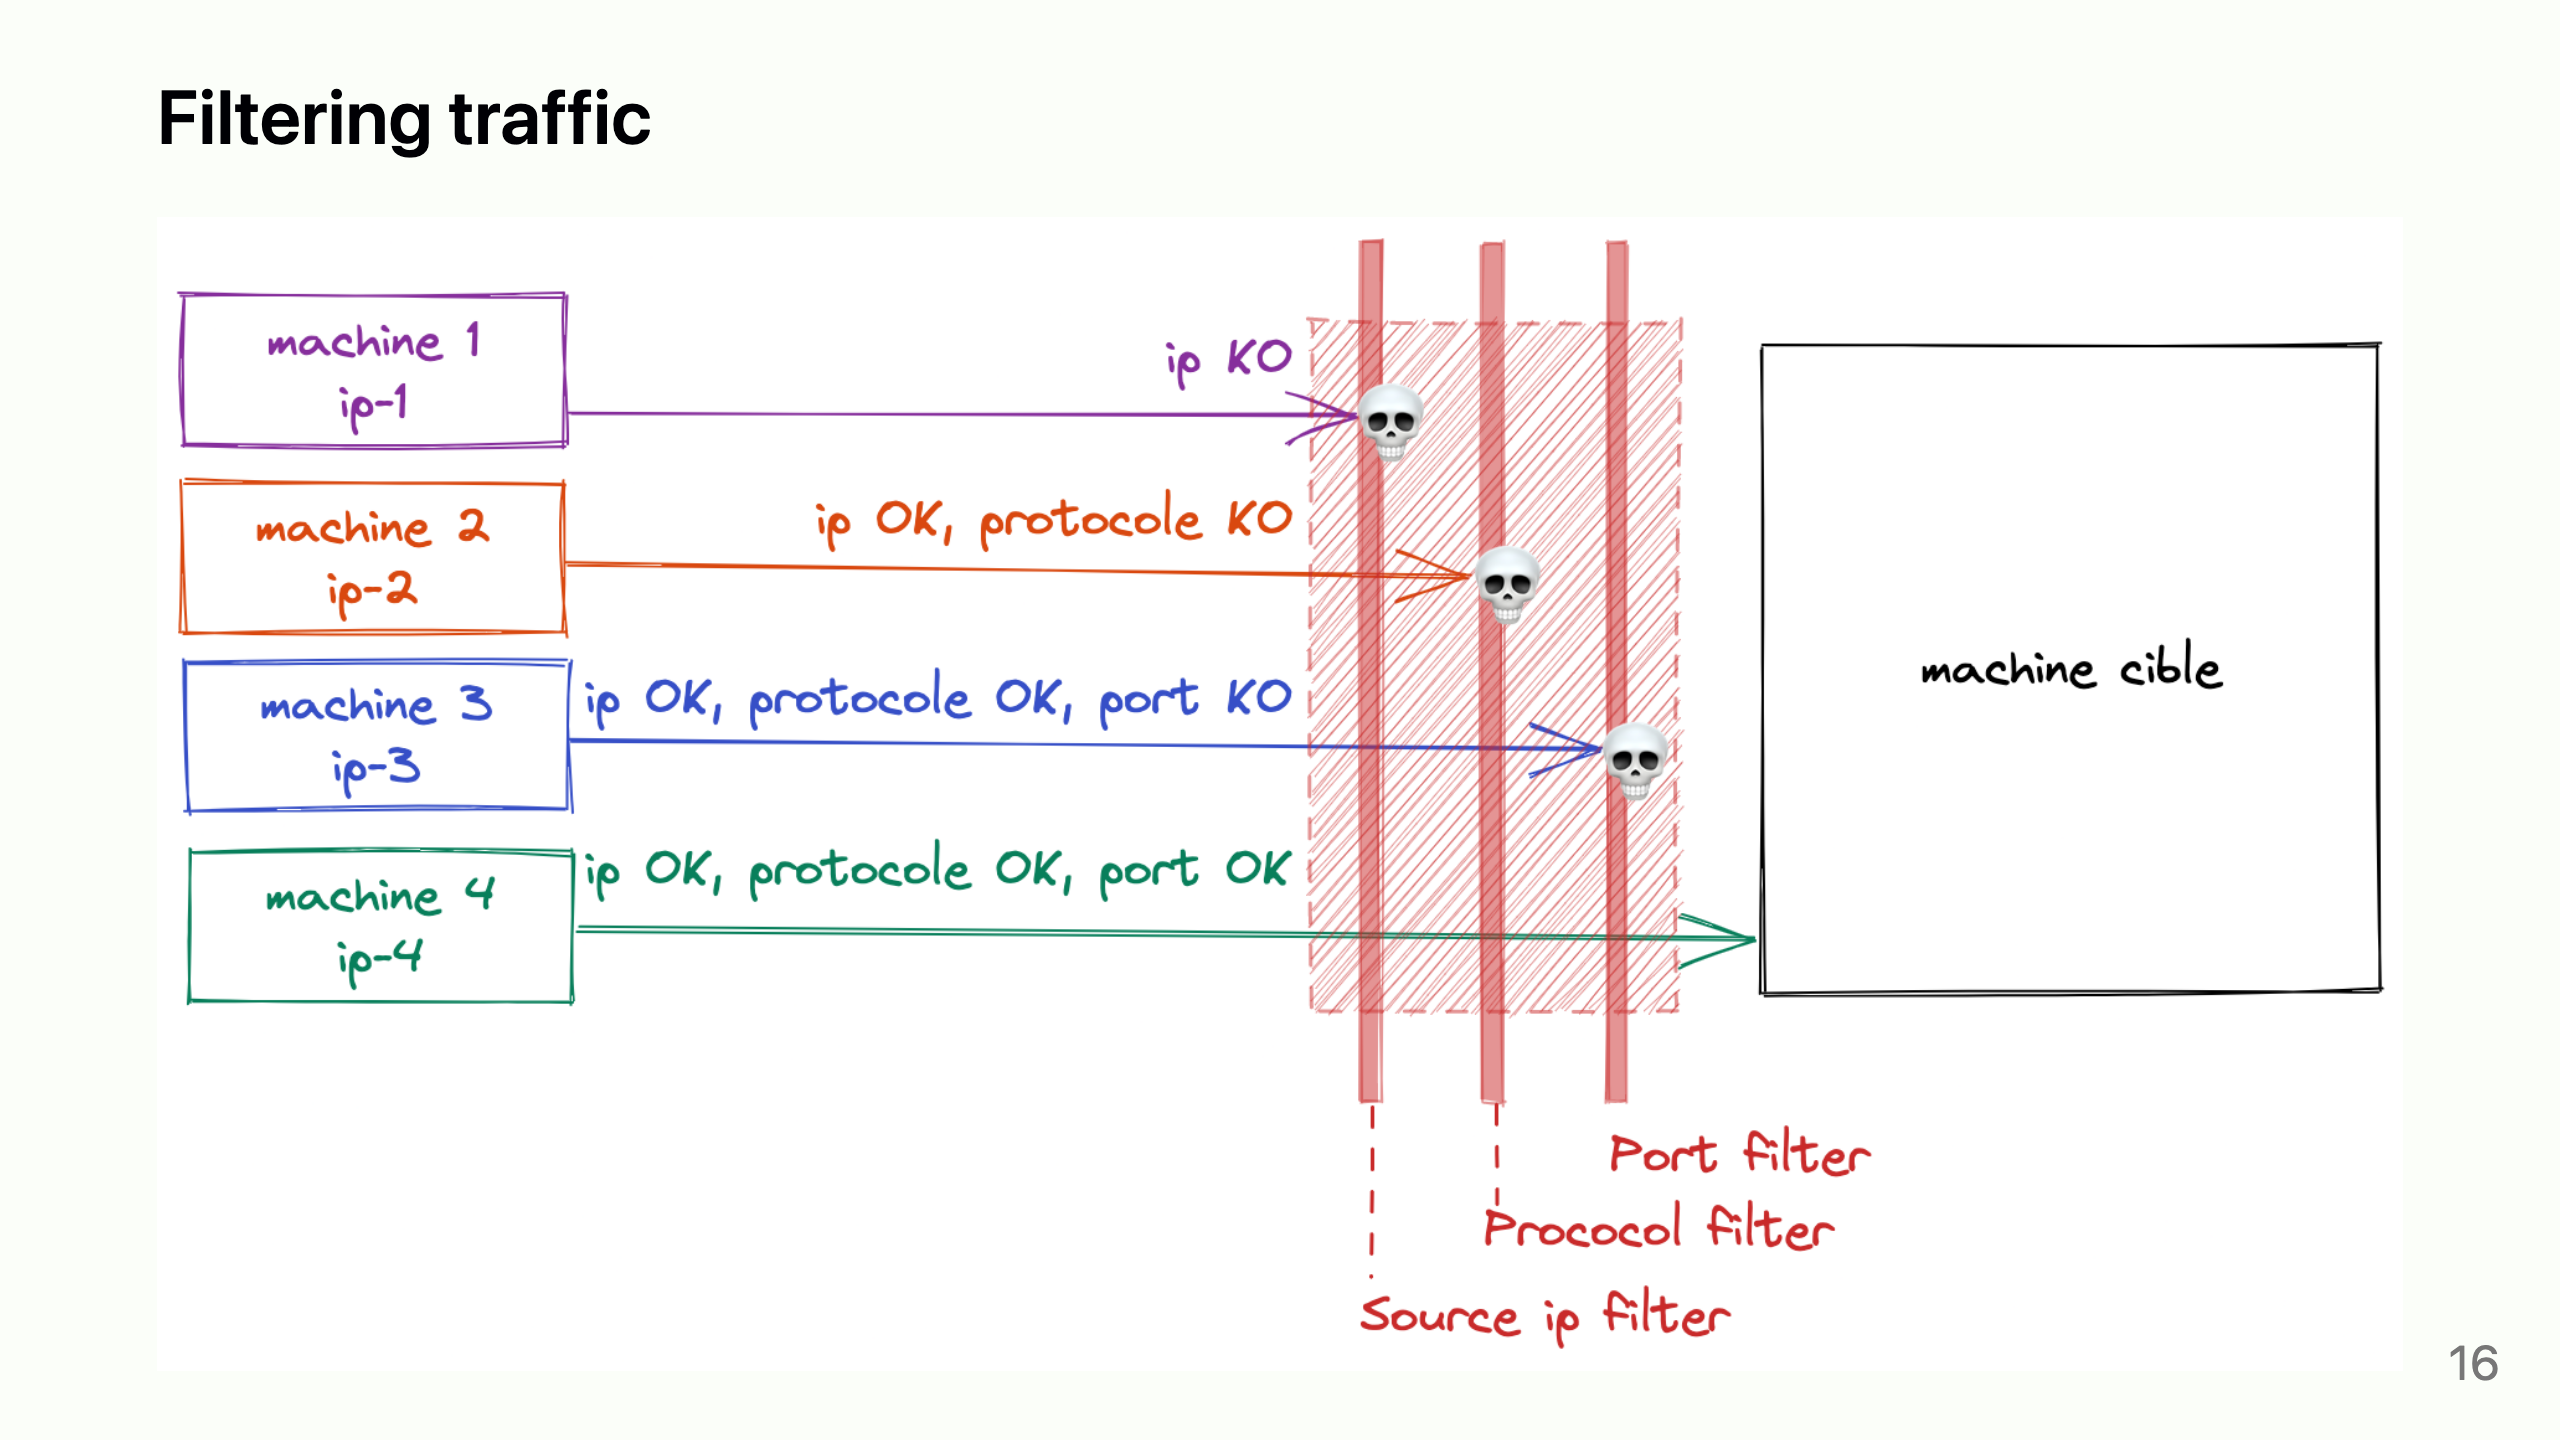 Filtering traffic
machine 1
ip-1
ip KO
machine 2
ip-2
ip OK, protocole KO
machine 3
ip-3
ip OK, protocole OK, port KO
machine 4
ip-4
ip OK, protocole OK, port OK
machine cible
Port filter
Prococol filter
Source ip filter
16